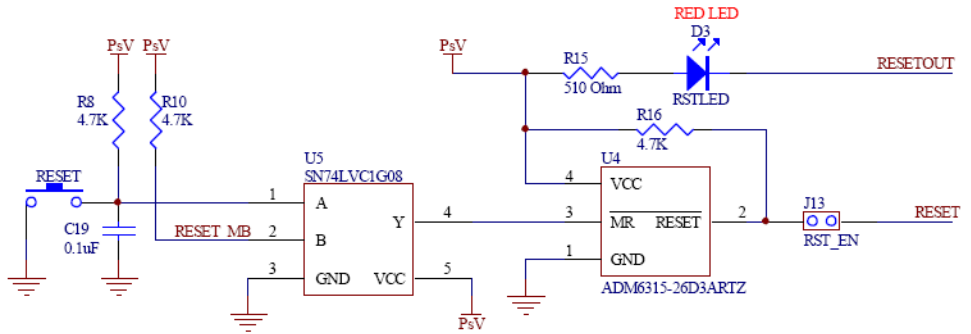 RED LED
PsV PsV PsV D3
R15 RESETOUT
510 Ohm RSTLED
R8 R10
4.7K 4.7K
R16
4.7K
U5 U4
SN74LVC1G08
RESET 4 VCC J13
1 A
C19 Y 4 3 MR RESET 2 RESET
0.1uF RESET_MB 2 B RST_EN
3 GND VCC 5 1 GND
ADM6315-26D3ARTZ
PsV